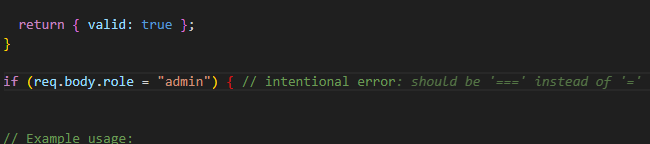 return { valid: true };
}
if (req.body.role = "admin") { // intentional error: should be '===' instead of '='
// Example usage: